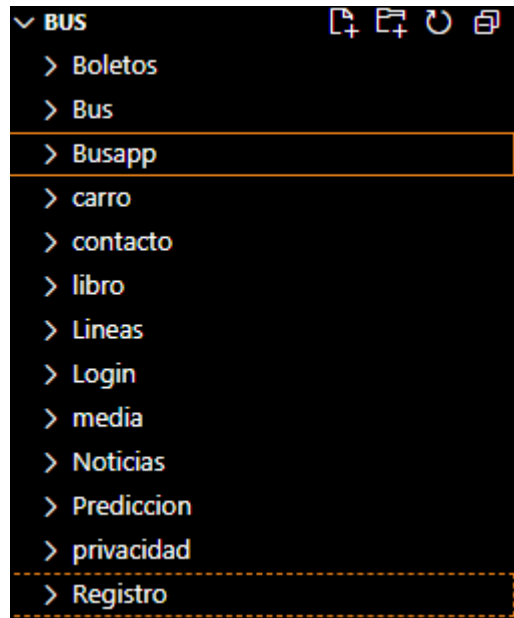 BUS
Boletos
Bus
Busapp
carro
contacto
libro
Lineas
Login
media
Noticias
Prediccion
privacidad
Registro